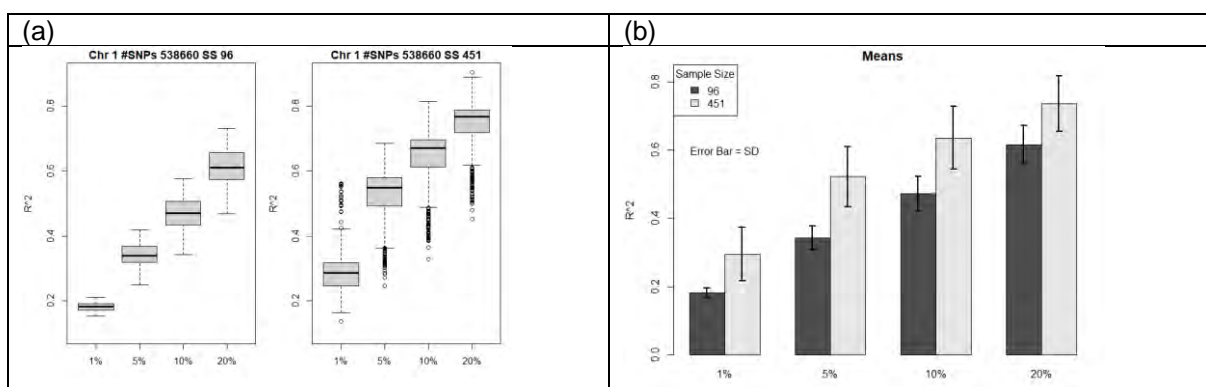 (a)
Chr 1 #SNPs 538660 SS 96
R^2
0.8
0.6
0.4
0.2
1% 5% 10% 20%
Chr 1 #SNPs 538660 SS 451
R^2
0.8
0.6
0.4
0.2
1% 5% 10% 20%
(b)
Means
Sample Size
96
451
Error Bar = SD
R^2
0.8
0.6
0.4
0.2
0.0
1% 5% 10% 20%